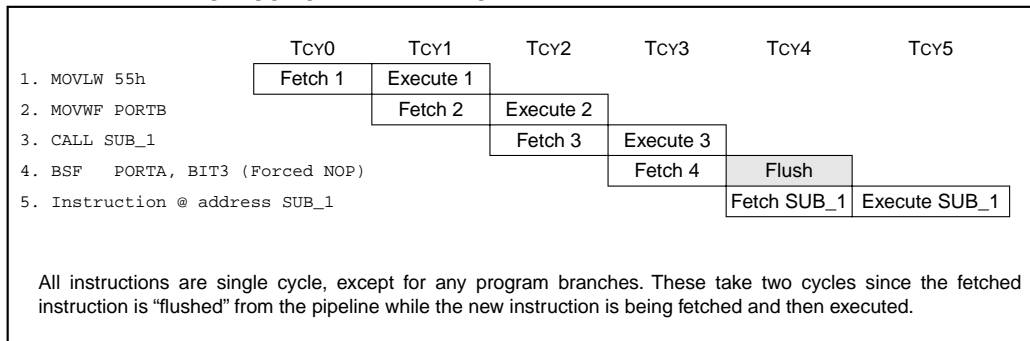 TCY0 TCY1 TCY2 TCY3 TCY4 TCY5
1. MOVLW 55h Fetch 1 Execute 1
2. MOVWF PORTB Fetch 2 Execute 2
3. CALL SUB_1 Fetch 3 Execute 3
4. BSF PORTA, BIT3 (Forced NOP) Fetch 4 Flush
5. Instruction @ address SUB_1 Fetch SUB_1 Execute SUB_1
All instructions are single cycle, except for any program branches. These take two cycles since the fetched
instruction is “flushed” from the pipeline while the new instruction is being fetched and then executed.